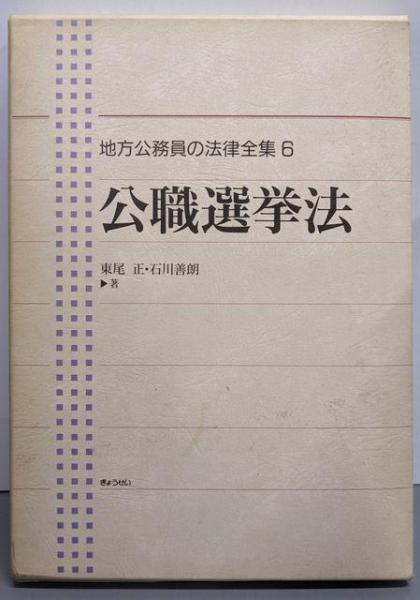 地方公務員の法律全集6
公職選挙法
東尾 正・石川善朗
▶著
ぎょうせい